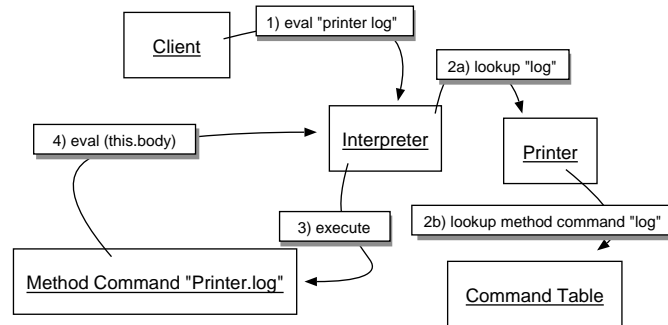 1) eval "printer log"
Client
2a) lookup "log"
4) eval (this.body)
Interpreter
Printer
3) execute
2b) lookup method command "log"
Method Command "Printer.log"
Command Table